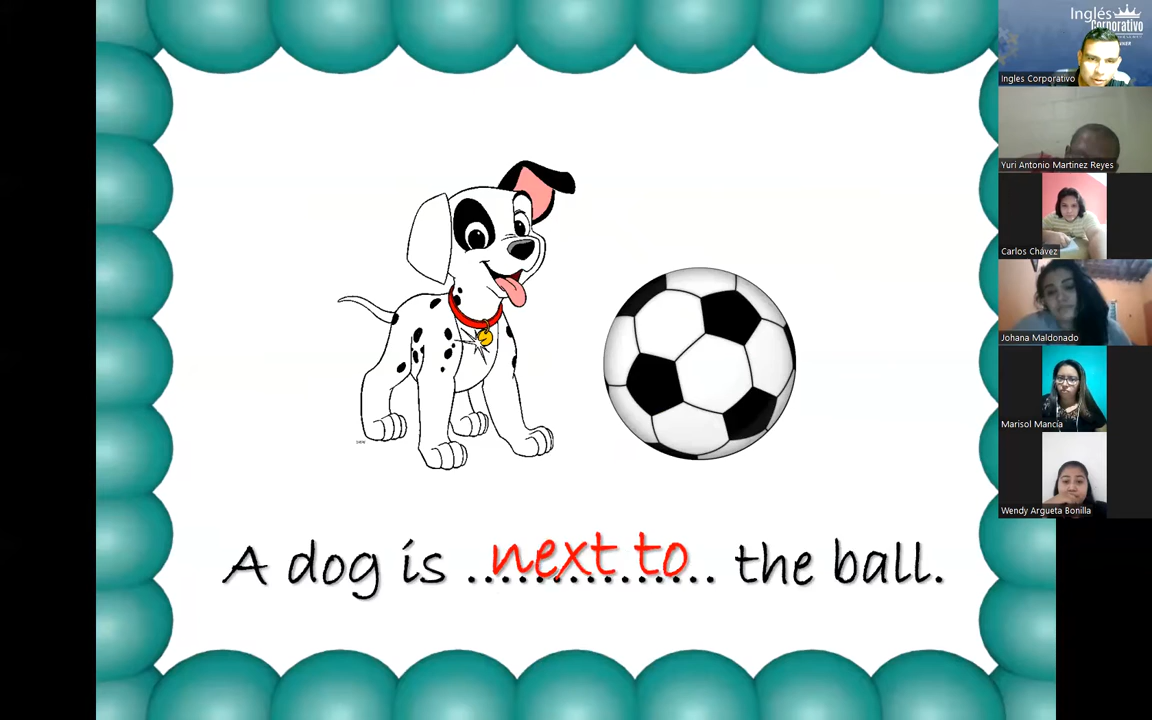 Inglés
Corporativo
Ingles Corporativo
Yuri Antonio Martinez Reyes
Carlos Chávez
Johana Maldonado
Marisol Mancía
Wendy Argueta Bonilla
A dog is next to the ball.